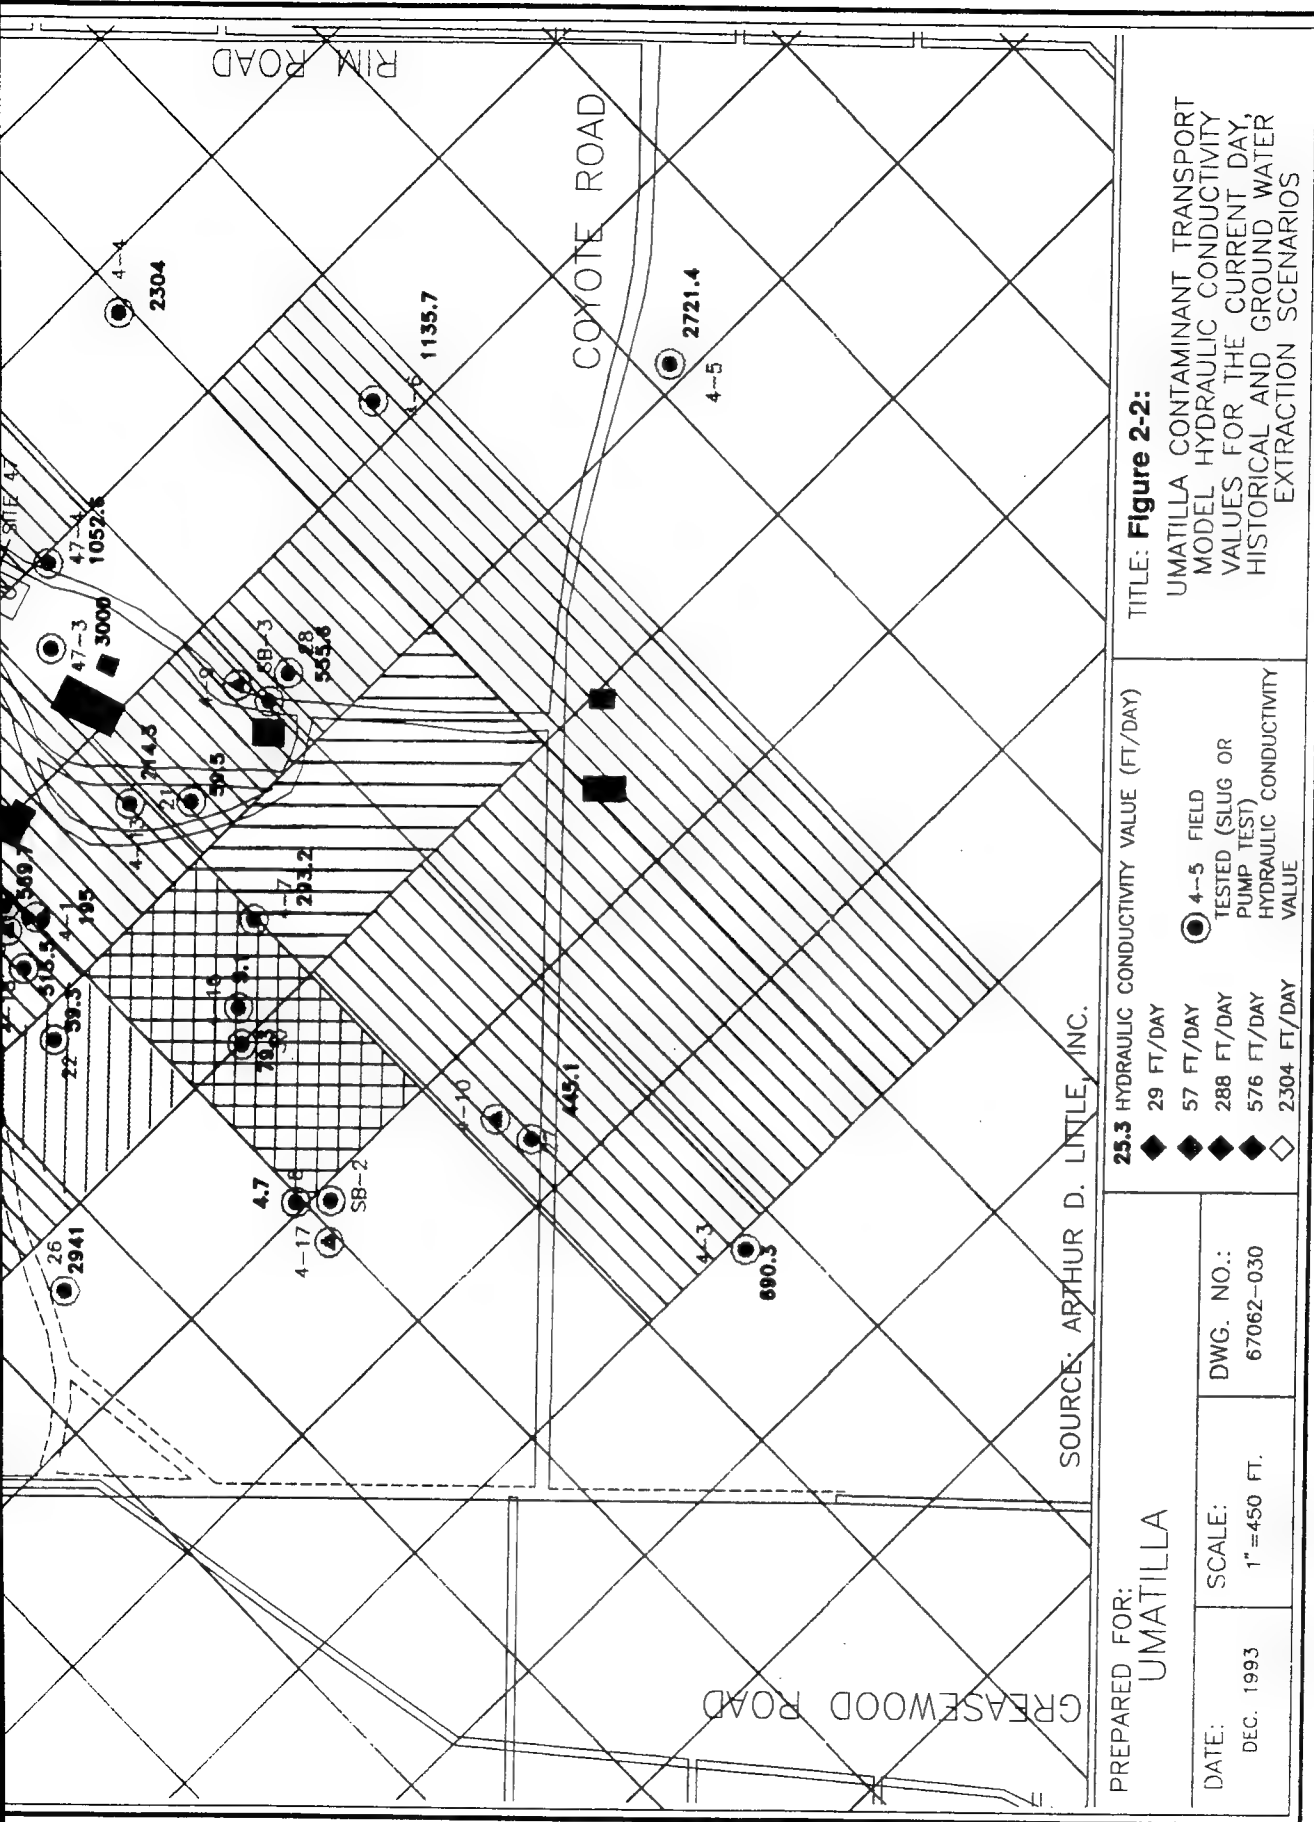 RIM ROAD
COYOTE ROAD
GREASEWOOD ROAD
SITE 47
4-4
2304
4-6
1135.7
4-5
2721.4
47-4
1052.6
47-3
3000
4-9
SB-3
28
555.6
4-13
214.3
21
59.5
589.7
4-1
195
4-18
518.5
22
59.3
4-7
293.2
4-16
9.1
79.3
4.7
SB-2
4-17
26
2941
4-10
445.1
4-3
690.3
SOURCE: ARTHUR D. LITTLE, INC.
PREPARED FOR:
UMATILLA
DATE:
DEC. 1993
SCALE:
1"=450 FT.
DWG. NO.:
67062-030
25.3 HYDRAULIC CONDUCTIVITY VALUE (FT/DAY)
29 FT/DAY
57 FT/DAY
288 FT/DAY
576 FT/DAY
2304 FT/DAY
4-5 FIELD
TESTED (SLUG OR
PUMP TEST)
HYDRAULIC CONDUCTIVITY
VALUE
TITLE: Figure 2-2:
UMATILLA CONTAMINANT TRANSPORT
MODEL HYDRAULIC CONDUCTIVITY
VALUES FOR THE CURRENT DAY,
HISTORICAL AND GROUND WATER
EXTRACTION SCENARIOS